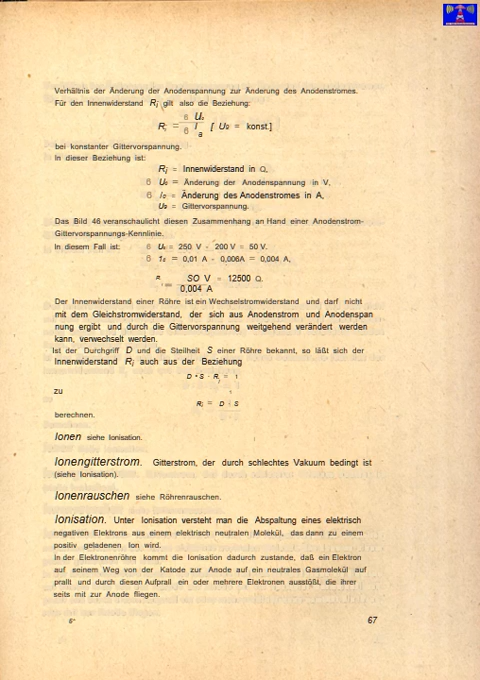 Verhältnis der Änderung der Anodenspannung zur Änderung des Anodenstromes.
Für den Innenwiderstand Ri gilt also die Beziehung:
6 Ua
Ri = 6 I a [ Ug = konst.]
bei konstanter Gittervorspannung.
In dieser Beziehung ist:
Ri = Innenwiderstand in Ω,
6 Ua = Änderung der Anodenspannung in V,
6 Ia = Änderung des Anodenstromes in A,
Ug = Gittervorspannung.
Das Bild 46 veranschaulicht diesen Zusammenhang an Hand einer Anodenstrom-
Gittervorspannungs-Kennlinie.
In diesem Fall ist: 6 Ua = 250 V - 200 V = 50 V.
6 1a = 0,01 A - 0,006A = 0,004 A,
Ri = SO V = 12500 Ω.
0,004 A
Der Innenwiderstand einer Röhre ist ein Wechselstromwiderstand und darf nicht
mit dem Gleichstromwiderstand, der sich aus Anodenstrom und Anodenspan
nung ergibt und durch die Gittervorspannung weitgehend verändert werden
kann, verwechselt werden.
Ist der Durchgriff D und die Steilheit S einer Röhre bekannt, so läßt sich der
Innenwiderstand Ri auch aus der Beziehung
D • S · Ri = 1
zu
1
Ri = D · S
berechnen.
Ionen siehe Ionisation.
Ionengitterstrom. Gitterstrom, der durch schlechtes Vakuum bedingt ist
(siehe Ionisation).
Ionenrauschen siehe Röhrenrauschen.
Ionisation. Unter Ionisation versteht man die Abspaltung eines elektrisch
negativen Elektrons aus einem elektrisch neutralen Molekül, das dann zu einem
positiv geladenen Ion wird.
In der Elektronenröhre kommt die Ionisation dadurch zustande, daß ein Elektron
auf seinem Weg von der Katode zur Anode auf ein neutrales Gasmolekül auf
prallt und durch diesen Aufprall ein oder mehrere Elektronen ausstößt, die ihrer
seits mit zur Anode fliegen.
6* 67